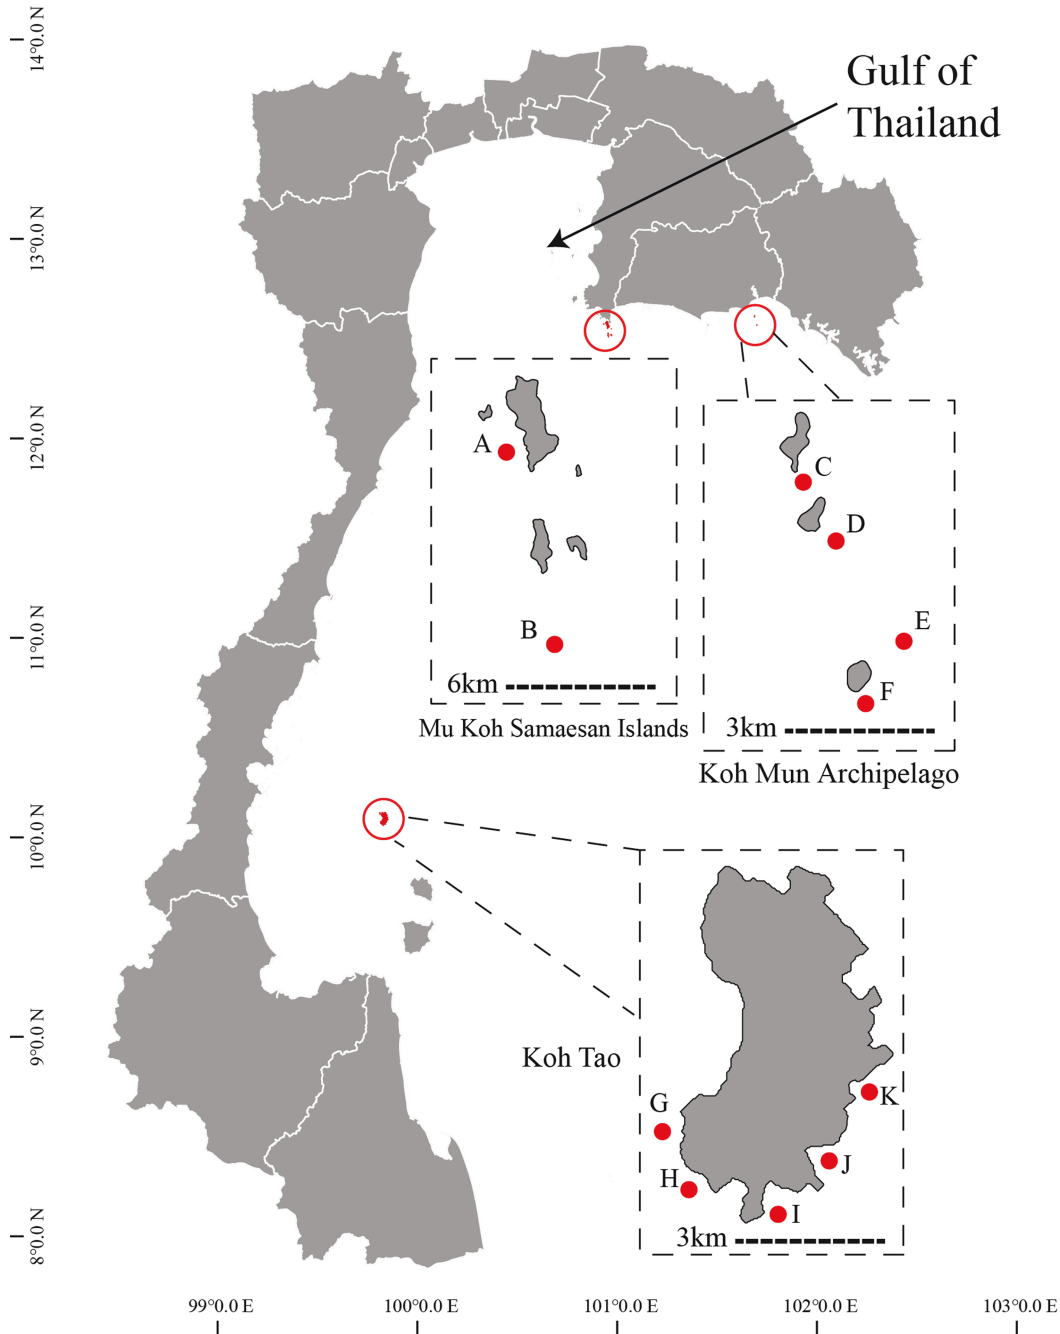 14°0.0 N
Gulf of
Thailand
13°0.0 N
12°0.0 N
A
C
D
11°0.0 N
B
E
6km
F
Mu Koh Samaesan Islands
3km
Koh Mun Archipelago
10°0.0 N
9°0.0 N
Koh Tao
G
K
H
J
I
3km
8°0.0 N
99°0.0 E
100°0.0 E
101°0.0 E
102°0.0 E
103°0.0 E